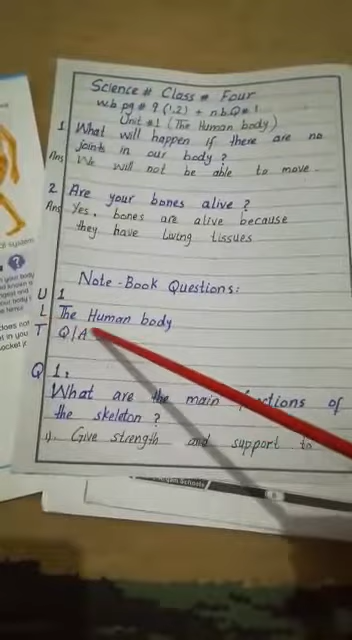 Science # Class # Four
w.b pg # 9 (1,2) + n.b Q # 1
Unit # 1 (The Human body)
1 What will happen if there are no
joints in our body ?
Ans We will not be able to move.
2 Are your bones alive ?
Ans Yes, bones are alive because
they have living tissues
Note-Book Questions:
U 1
L The Human body
T Q/A
Q 1:
What are the main functions of
the skeleton ?
1). Give strength and support to